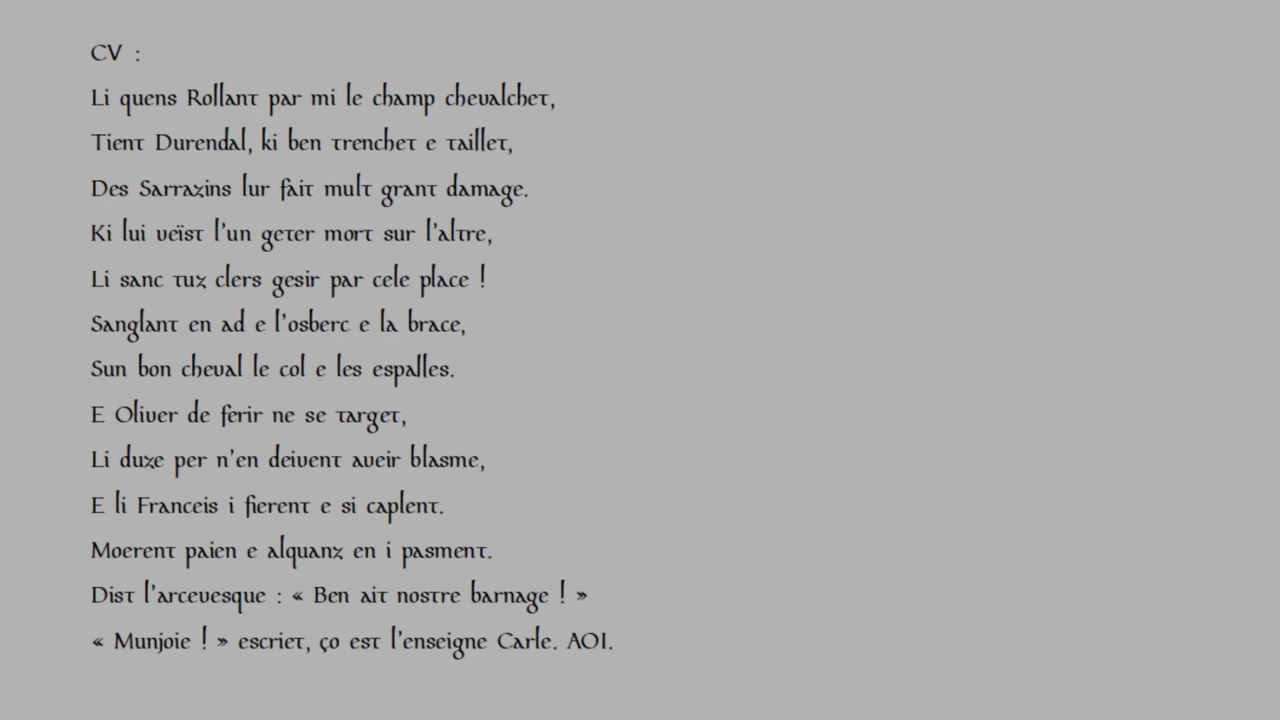 CV :
Li quens Rollant par mi le champ chevalchet,
Tient Durendal, ki ben trenchet e taillet,
Des Sarrazins lur fait mult grant damage.
Ki lui veïst l'un geter mort sur l'altre,
Li sanc tuz clers gesir par cele place !
Sanglant en ad e l'osberc e la brace,
Sun bon cheval le col e les espalles.
E Oliver de ferir ne se target,
Li duze per n'en deivent aveir blasme,
E li Franceis i fierent e si caplent.
Moerent paien e alquanz en i pasment.
Dist l'arcevesque : « Ben ait nostre barnage ! »
« Munjoie ! » escriet, ço est l'enseigne Carle. AOI.